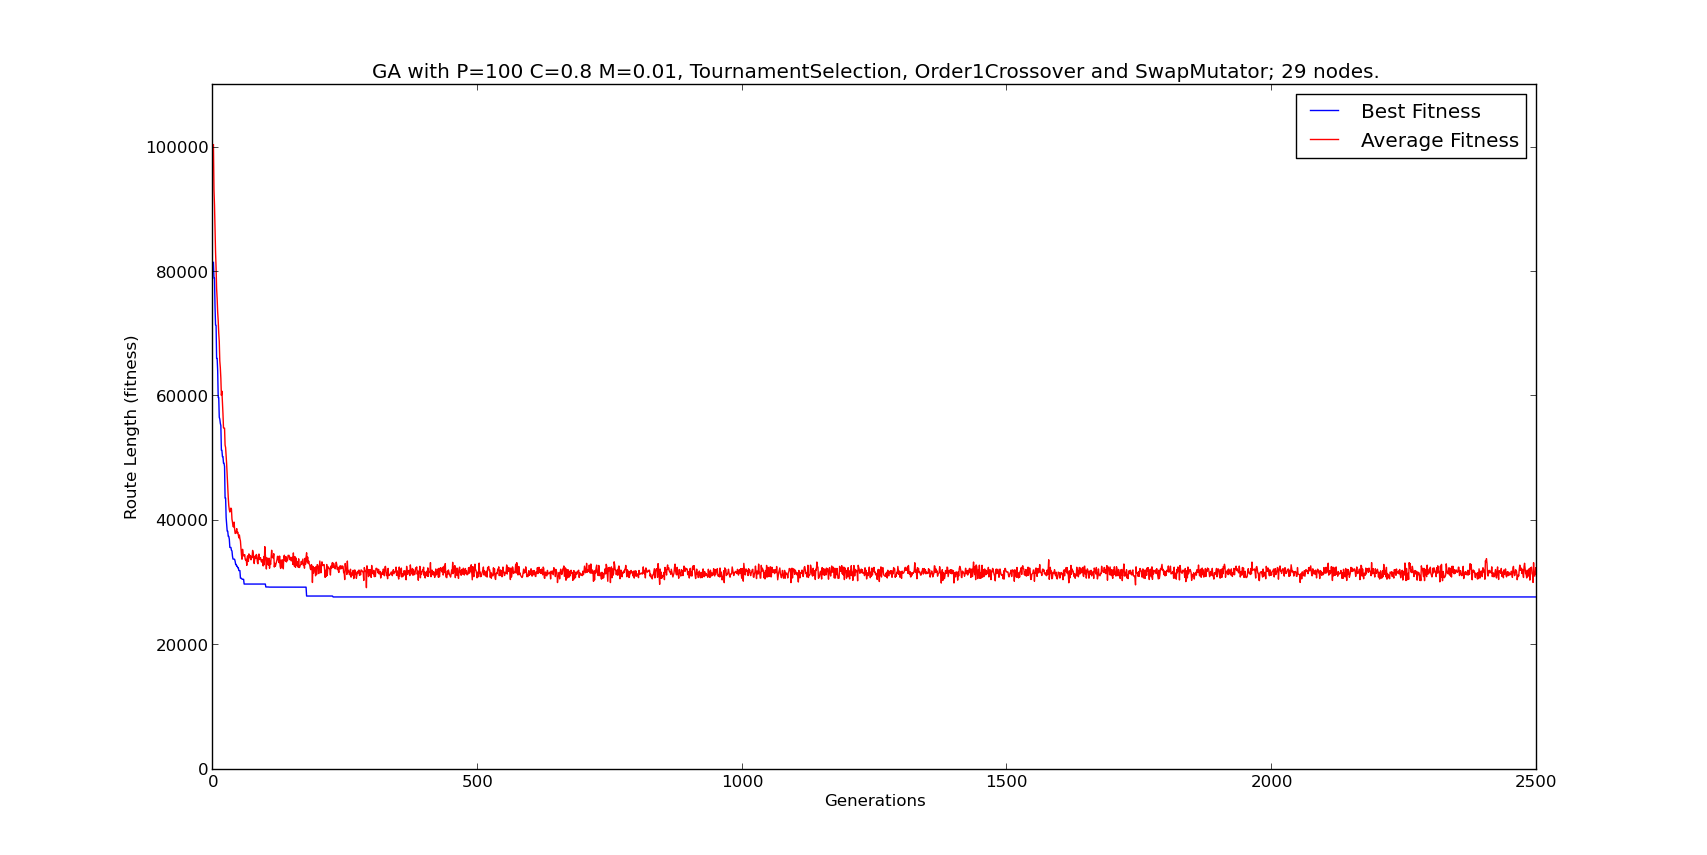 GA with P=100 C=0.8 M=0.01, TournamentSelection, Order1Crossover and SwapMutator; 29 nodes.
Best Fitness
Average Fitness
100000
80000
60000
40000
20000
0
Route Length (fitness)
0 500 1000 1500 2000 2500
Generations